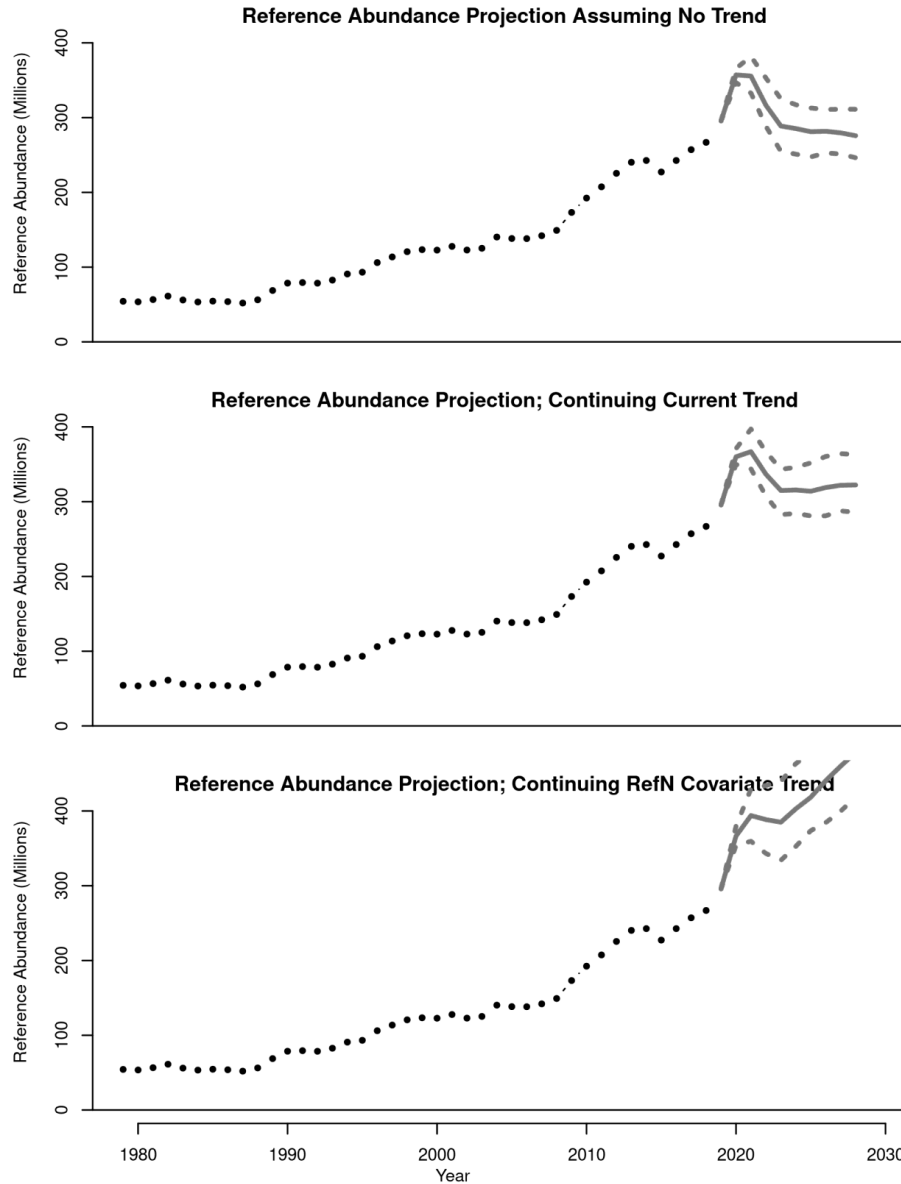 Reference Abundance Projection Assuming No Trend
Reference Abundance (Millions)
400
300
200
100
0
Reference Abundance Projection; Continuing Current Trend
Reference Abundance (Millions)
400
300
200
100
0
Reference Abundance Projection; Continuing RefN Covariate Trend
Reference Abundance (Millions)
400
300
200
100
0
1980 1990 2000 2010 2020 2030
Year